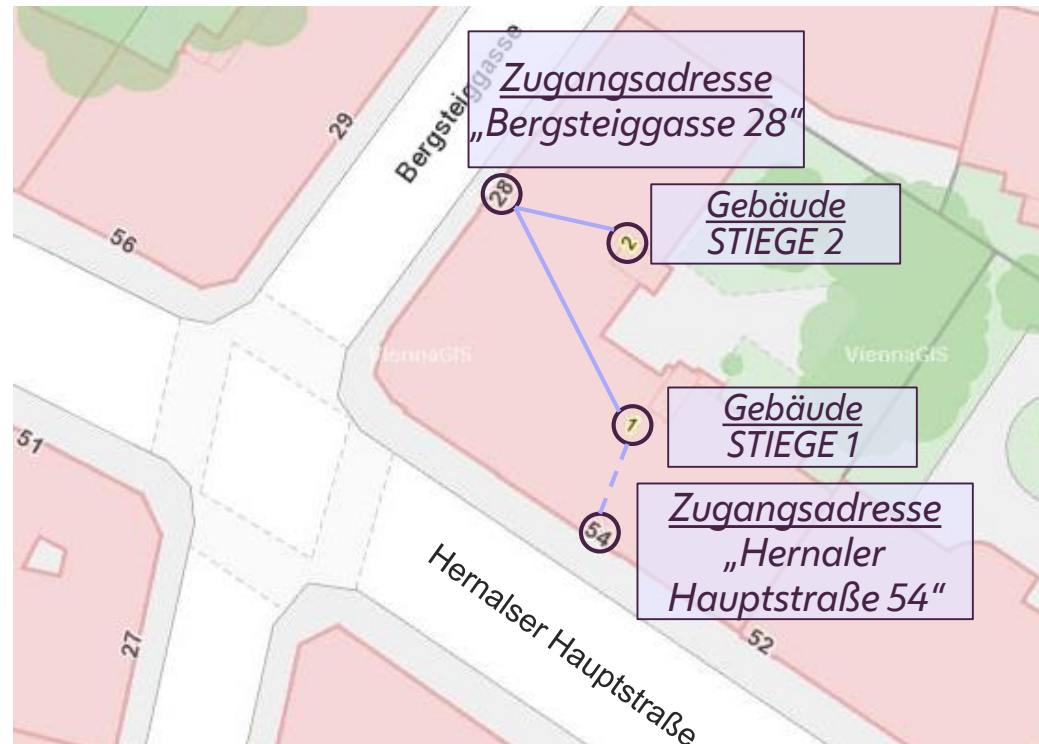 Zugangsadresse
„Bergsteiggasse 28“
Bergsteiggasse
29
28
Gebäude
STIEGE 2
2
56
ViennaGIS
ViennaGIS
Gebäude
STIEGE 1
1
51
54
Zugangsadresse
„Hernaler
Hauptstraße 54“
Hernalser Hauptstraße
52
27